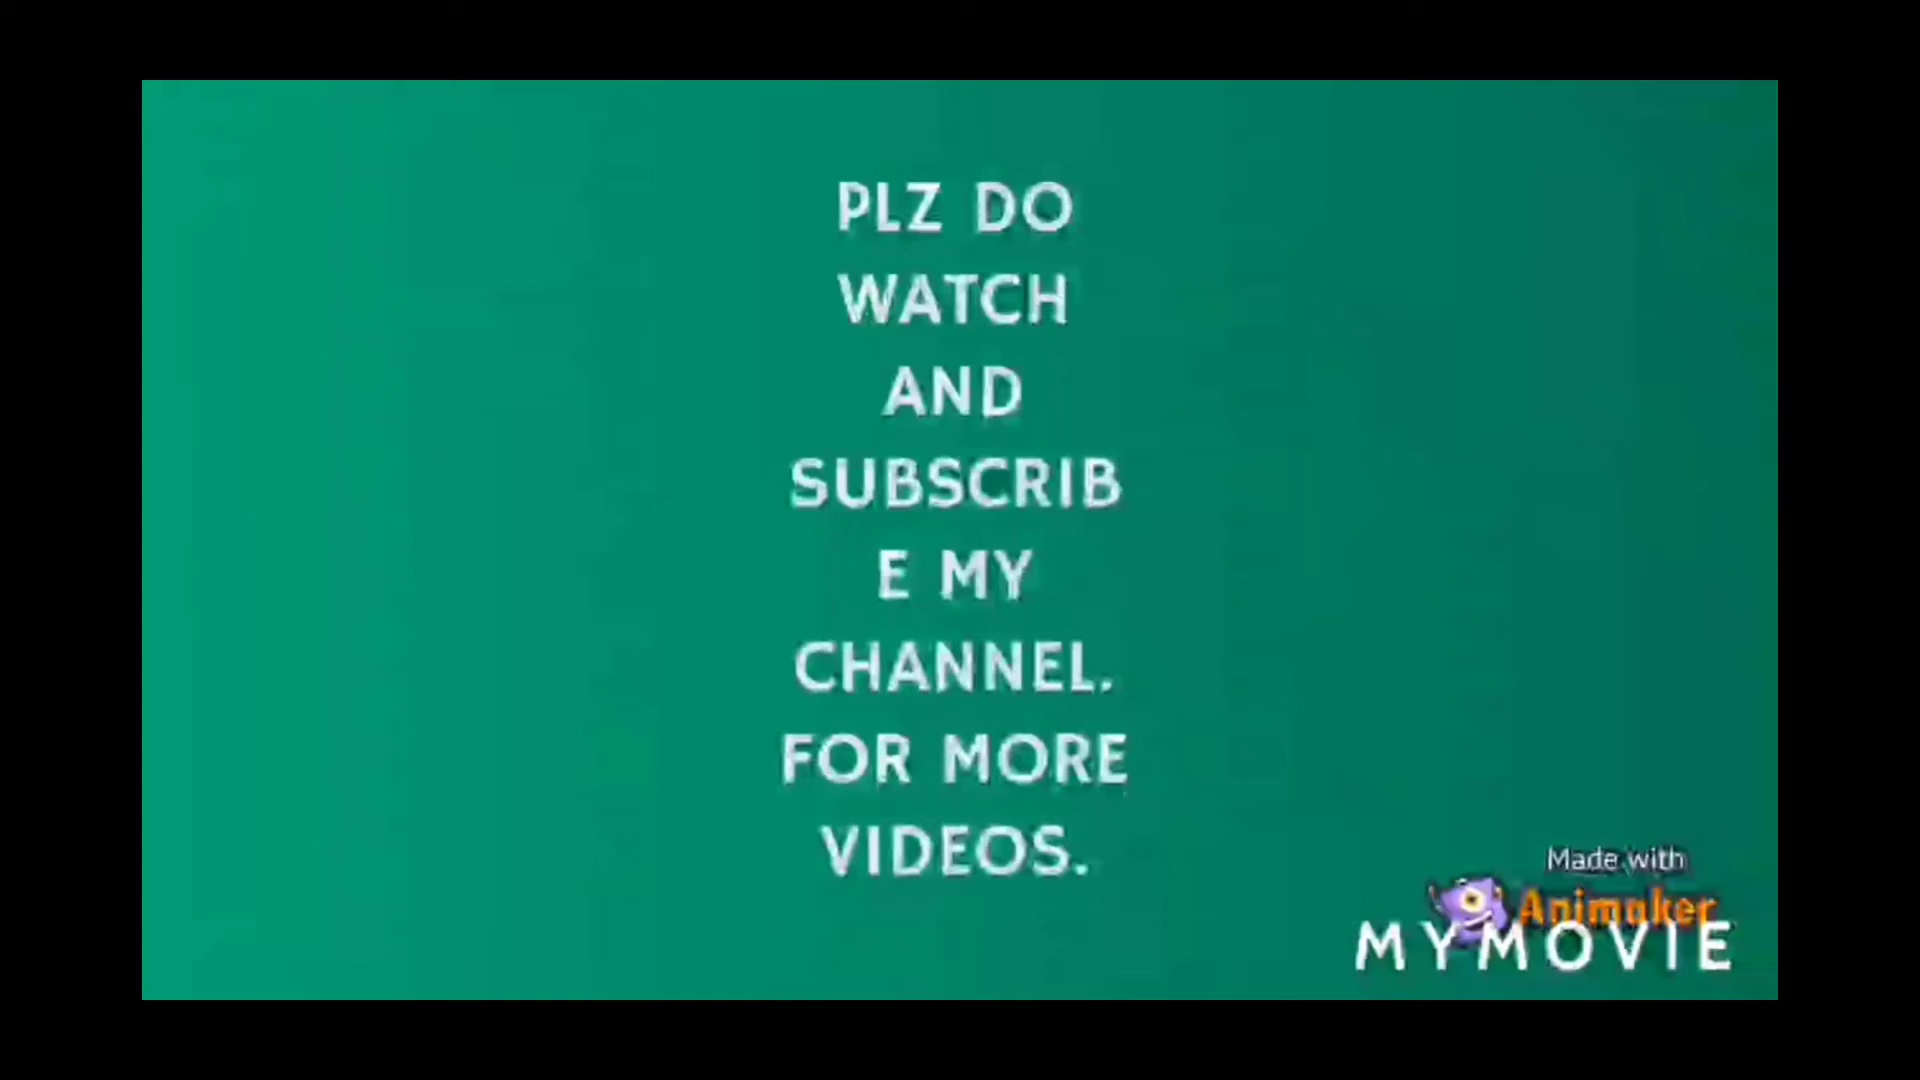 PLZ DO
WATCH
AND
SUBSCRIB
E MY
CHANNEL.
FOR MORE
VIDEOS.
Made with
Animaker
MYMOVIE